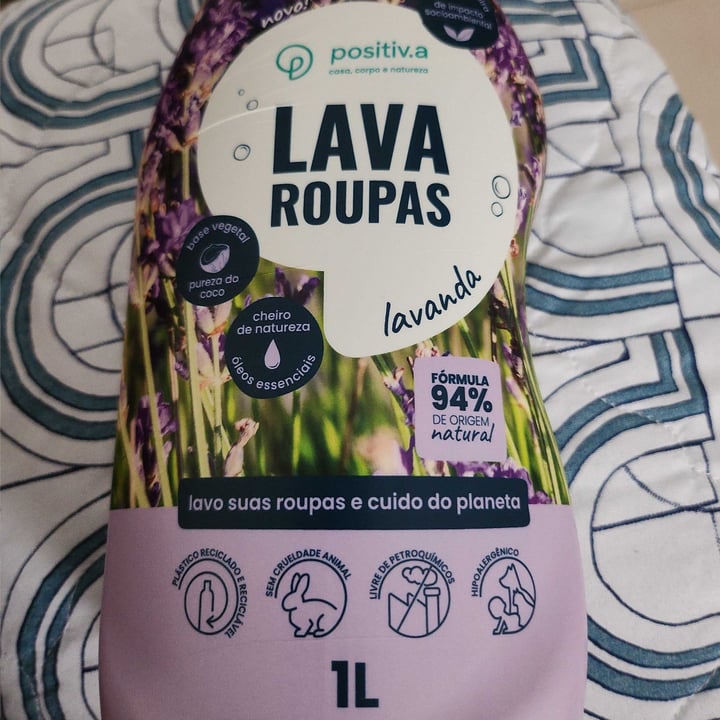 novo!
de impacto
socioambiental
positiv.a
casa, corpo e natureza
LAVA
ROUPAS
lavanda
base vegetal
pureza do
coco
cheiro
de natureza
óleos essenciais
FÓRMULA
94%
DE ORIGEM
natural
lavo suas roupas e cuido do planeta
PLÁSTICO RECICLADO E RECICLÁVEL
SEM CRUELDADE ANIMAL
LIVRE DE PETROQUÍMICOS
HIPOALERGÊNICO
1L